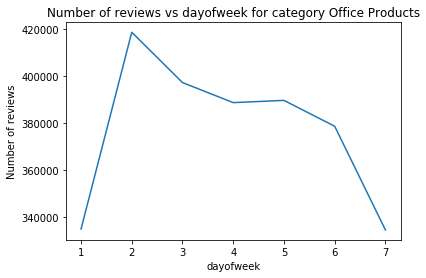 Number of reviews vs dayofweek for category Office Products
420000
400000
380000
360000
340000
Number of reviews
1 2 3 4 5 6 7
dayofweek